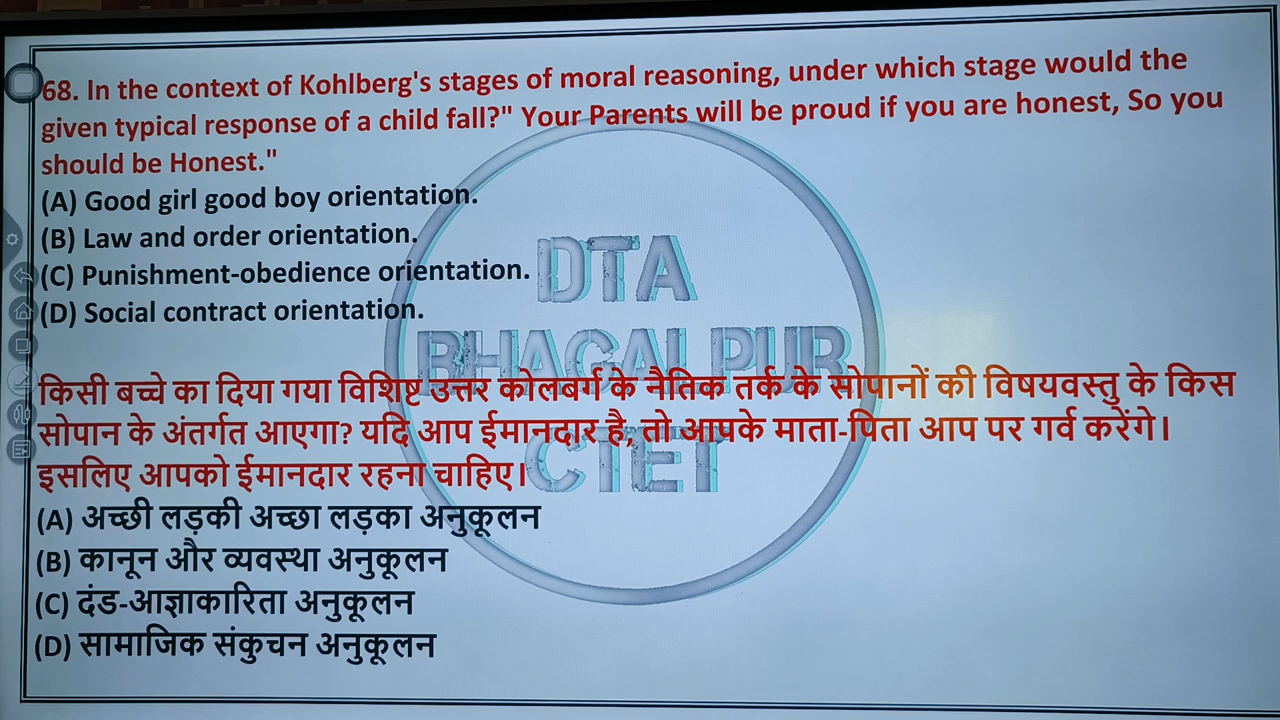 68. In the context of Kohlberg's stages of moral reasoning, under which stage would the
given typical response of a child fall?" Your Parents will be proud if you are honest, So you
should be Honest."
(A) Good girl good boy orientation.
(B) Law and order orientation.
(C) Punishment-obedience orientation.
(D) Social contract orientation.
DTA
BHAGALPUR
CTET
किसी बच्चे का दिया गया विशिष्ट उत्तर कोलबर्ग के नैतिक तर्क के सोपानों की विषयवस्तु के किस
सोपान के अंतर्गत आएगा? यदि आप ईमानदार है, तो आपके माता-पिता आप पर गर्व करेंगे।
इसलिए आपको ईमानदार रहना चाहिए।
(A) अच्छी लड़की अच्छा लड़का अनुकूलन
(B) कानून और व्यवस्था अनुकूलन
(C) दंड-आज्ञाकारिता अनुकूलन
(D) सामाजिक संकुचन अनुकूलन